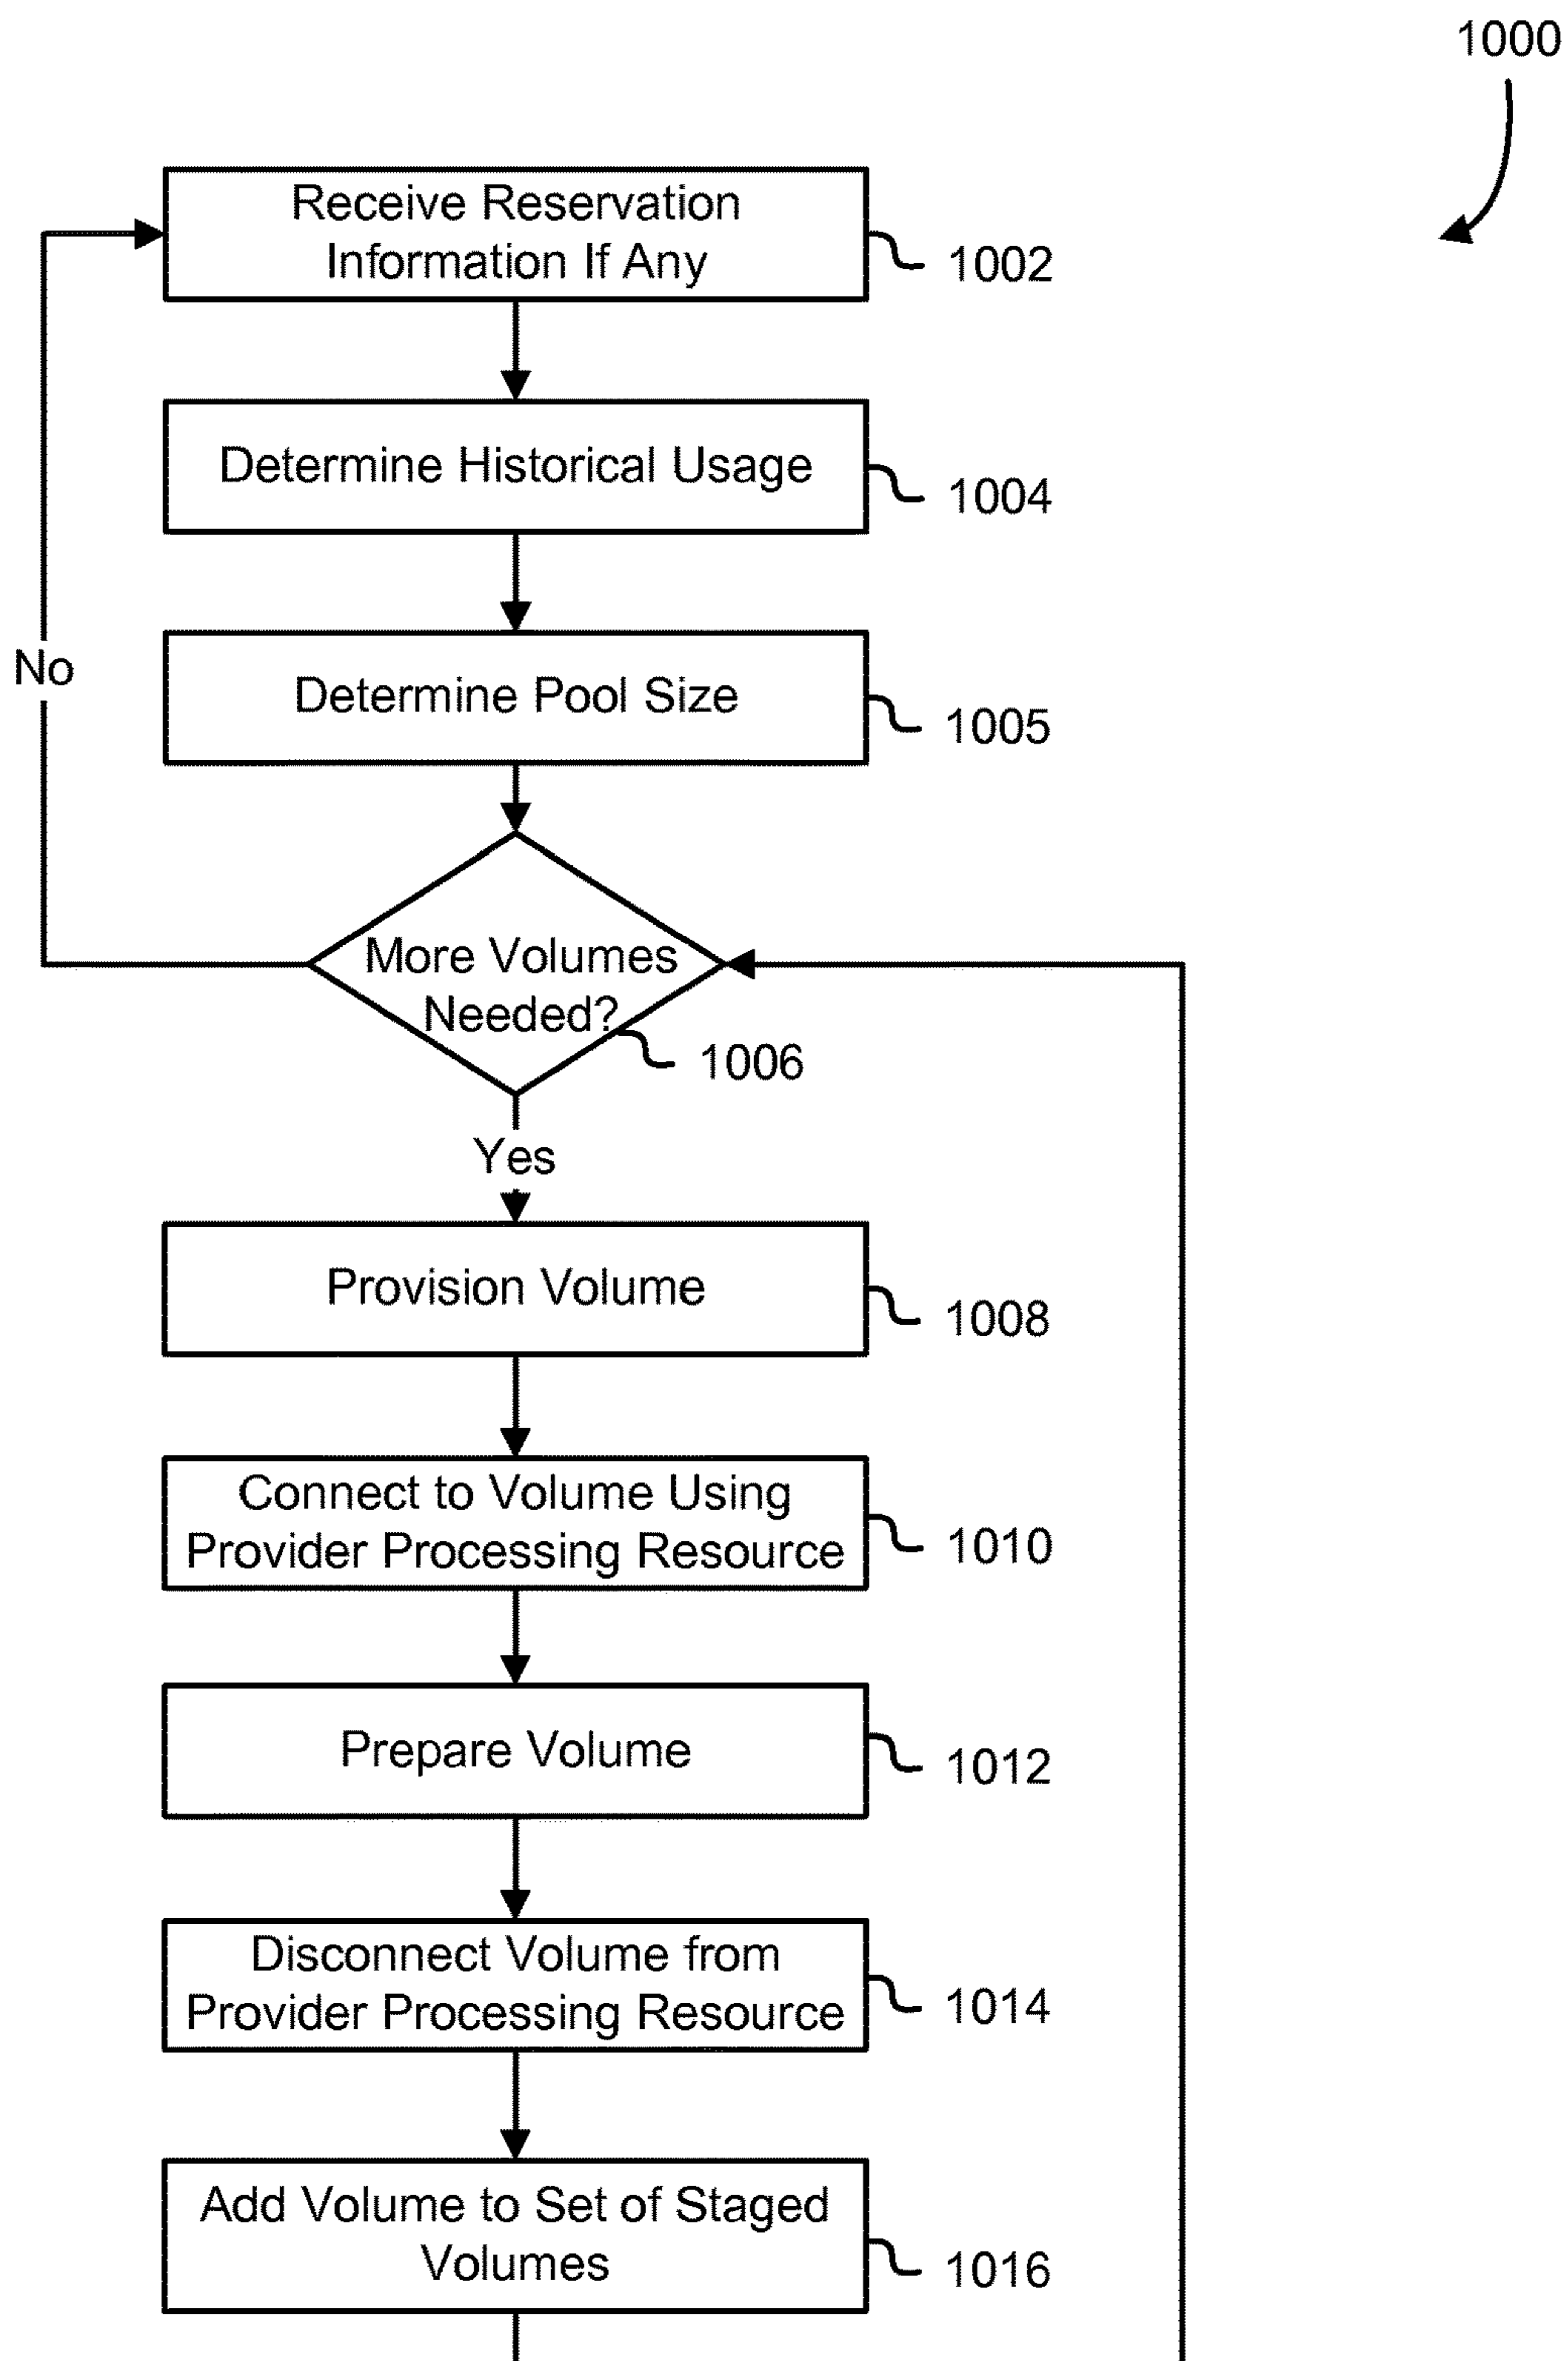 1000
Receive Reservation
Information If Any
1002
Determine Historical Usage
1004
No
Determine Pool Size
1005
More Volumes
Needed?
1006
Yes
Provision Volume
1008
Connect to Volume Using
Provider Processing Resource
1010
Prepare Volume
1012
Disconnect Volume from
Provider Processing Resource
1014
Add Volume to Set of Staged
Volumes
1016